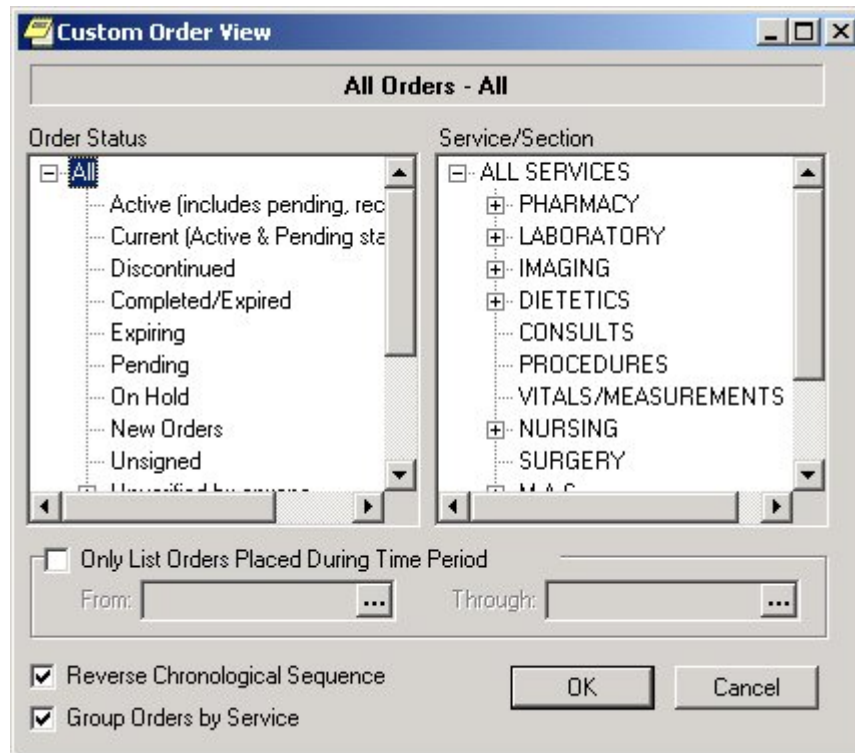 Custom Order View
All Orders - All
Order Status
All
Active (includes pending, rec
Current (Active & Pending sta
Discontinued
Completed/Expired
Expiring
Pending
On Hold
New Orders
Unsigned
Service/Section
ALL SERVICES
PHARMACY
LABORATORY
IMAGING
DIETETICS
CONSULTS
PROCEDURES
VITALS/MEASUREMENTS
NURSING
SURGERY
Only List Orders Placed During Time Period
From: ... Through: ...
Reverse Chronological Sequence
Group Orders by Service
OK Cancel